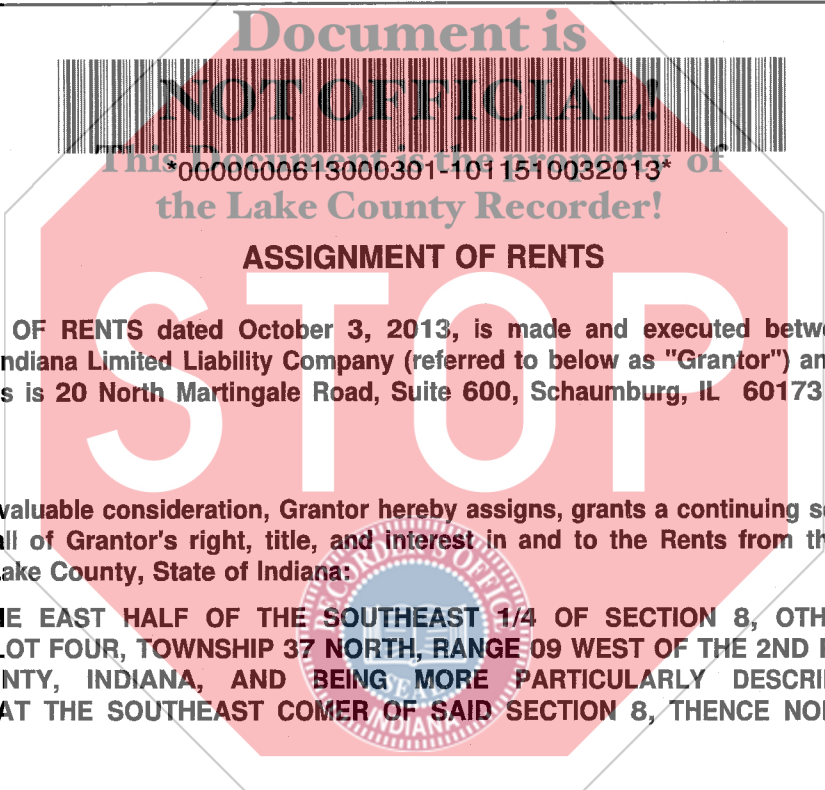 Document is
NOT OFFICIAL!
This Document is the property of
*0000000613000301-1011510032013*
the Lake County Recorder!
ASSIGNMENT OF RENTS
STOP
OF RENTS dated October 3, 2013, is made and executed betw
ndiana Limited Liability Company (referred to below as "Grantor") an
s is 20 North Martingale Road, Suite 600, Schaumburg, IL 60173
valuable consideration, Grantor hereby assigns, grants a continuing s
all of Grantor's right, title, and interest in and to the Rents from th
ake County, State of Indiana:
RECORDER OFFICE
SEAL
INDIANA
E EAST HALF OF THE SOUTHEAST 1/4 OF SECTION 8, OTH
LOT FOUR, TOWNSHIP 37 NORTH, RANGE 09 WEST OF THE 2ND
NTY, INDIANA, AND BEING MORE PARTICULARLY DESCRI
AT THE SOUTHEAST COMER OF SAID SECTION 8, THENCE NO